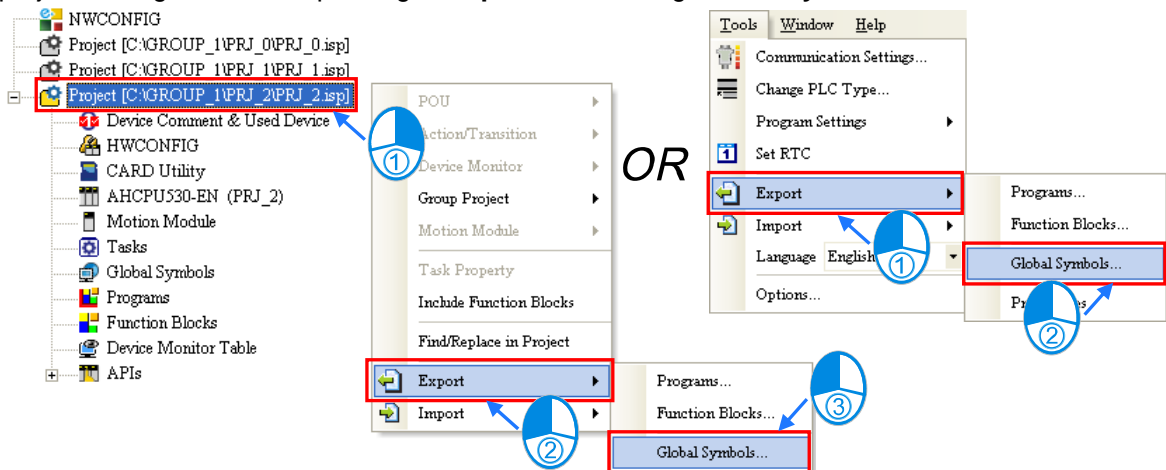 NWCONFIG
Project [C:\GROUP_1\PRJ_0\PRJ_0.isp]
Project [C:\GROUP_1\PRJ_1\PRJ_1.isp]
Project [C:\GROUP_1\PRJ_2\PRJ_2.isp]
Device Comment & Used Device
HWCONFIG
CARD Utility
AHCPU530-EN (PRJ_2)
Motion Module
Tasks
Global Symbols
Programs
Function Blocks
Device Monitor Table
APIs
1
POU
Action/Transition
Device Monitor
Group Project
Motion Module
Task Property
Include Function Blocks
Find/Replace in Project
Export
Import
2
Programs...
Function Blocks...
Global Symbols...
3
OR
Tools Window Help
Communication Settings...
Change PLC Type...
Program Settings
1 Set RTC
Export
Import
Language English
Options...
1
Programs...
Function Blocks...
Global Symbols...
2